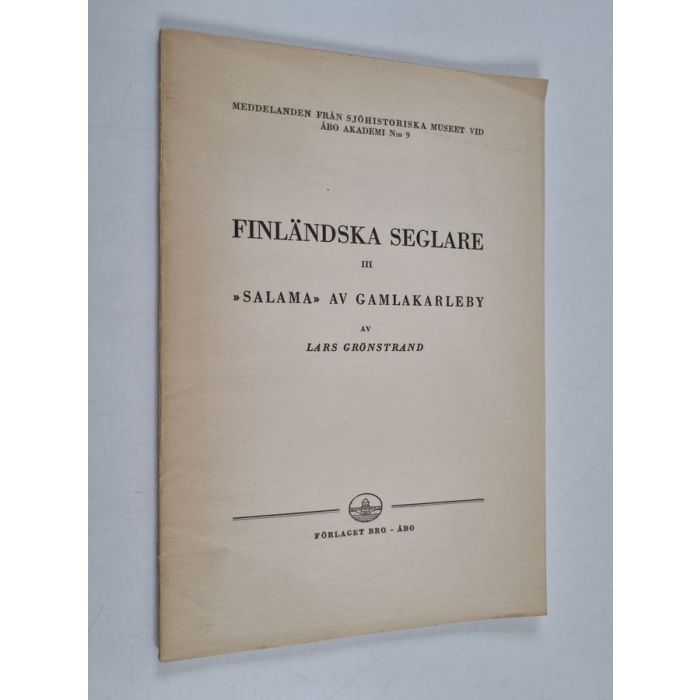 MEDDELANDEN FRÅN SJÖHISTORISKA MUSEET VID
ÅBO AKADEMI N:o 9
FINLÄNDSKA SEGLARE
III
»SALAMA» AV GAMLAKARLEBY
AV
LARS GRÖNSTRAND
FÖRLAGET BRO - ÅBO